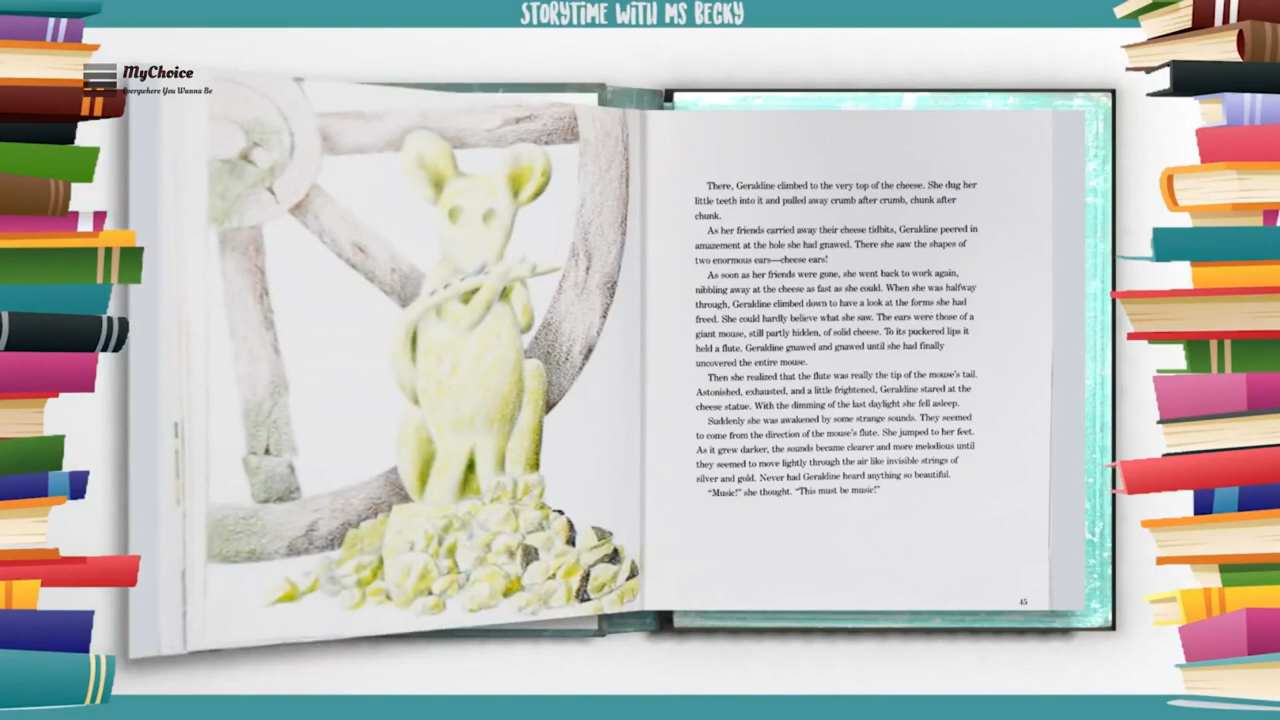 STORYTIME WITH MS BECKY
MyChoice
Everywhere You Wanna Be
There, Geraldine climbed to the very top of the cheese. She dug her
little teeth into it and pulled away crumb after crumb, chunk after
chunk.
As her friends carried away their cheese tidbits, Geraldine peered in
amazement at the hole she had gnawed. There she saw the shapes of
two enormous ears—cheese ears!
As soon as her friends were gone, she went back to work again,
nibbling away at the cheese as fast as she could. When she was halfway
through, Geraldine climbed down to have a look at the forms she had
freed. She could hardly believe what she saw. The ears were those of a
giant mouse, still partly hidden, of solid cheese. To its puckered lips it
held a flute. Geraldine gnawed and gnawed until she had finally
uncovered the entire mouse.
Then she realized that the flute was really the tip of the mouse's tail.
Astonished, exhausted, and a little frightened, Geraldine stared at the
cheese statue. With the dimming of the last daylight she fell asleep.
Suddenly she was awakened by some strange sounds. They seemed
to come from the direction of the mouse's flute. She jumped to her feet.
As it grew darker, the sounds became clearer and more melodious until
they seemed to move lightly through the air like invisible strings of
silver and gold. Never had Geraldine heard anything so beautiful.
"Music!" she thought. "This must be music!"
45